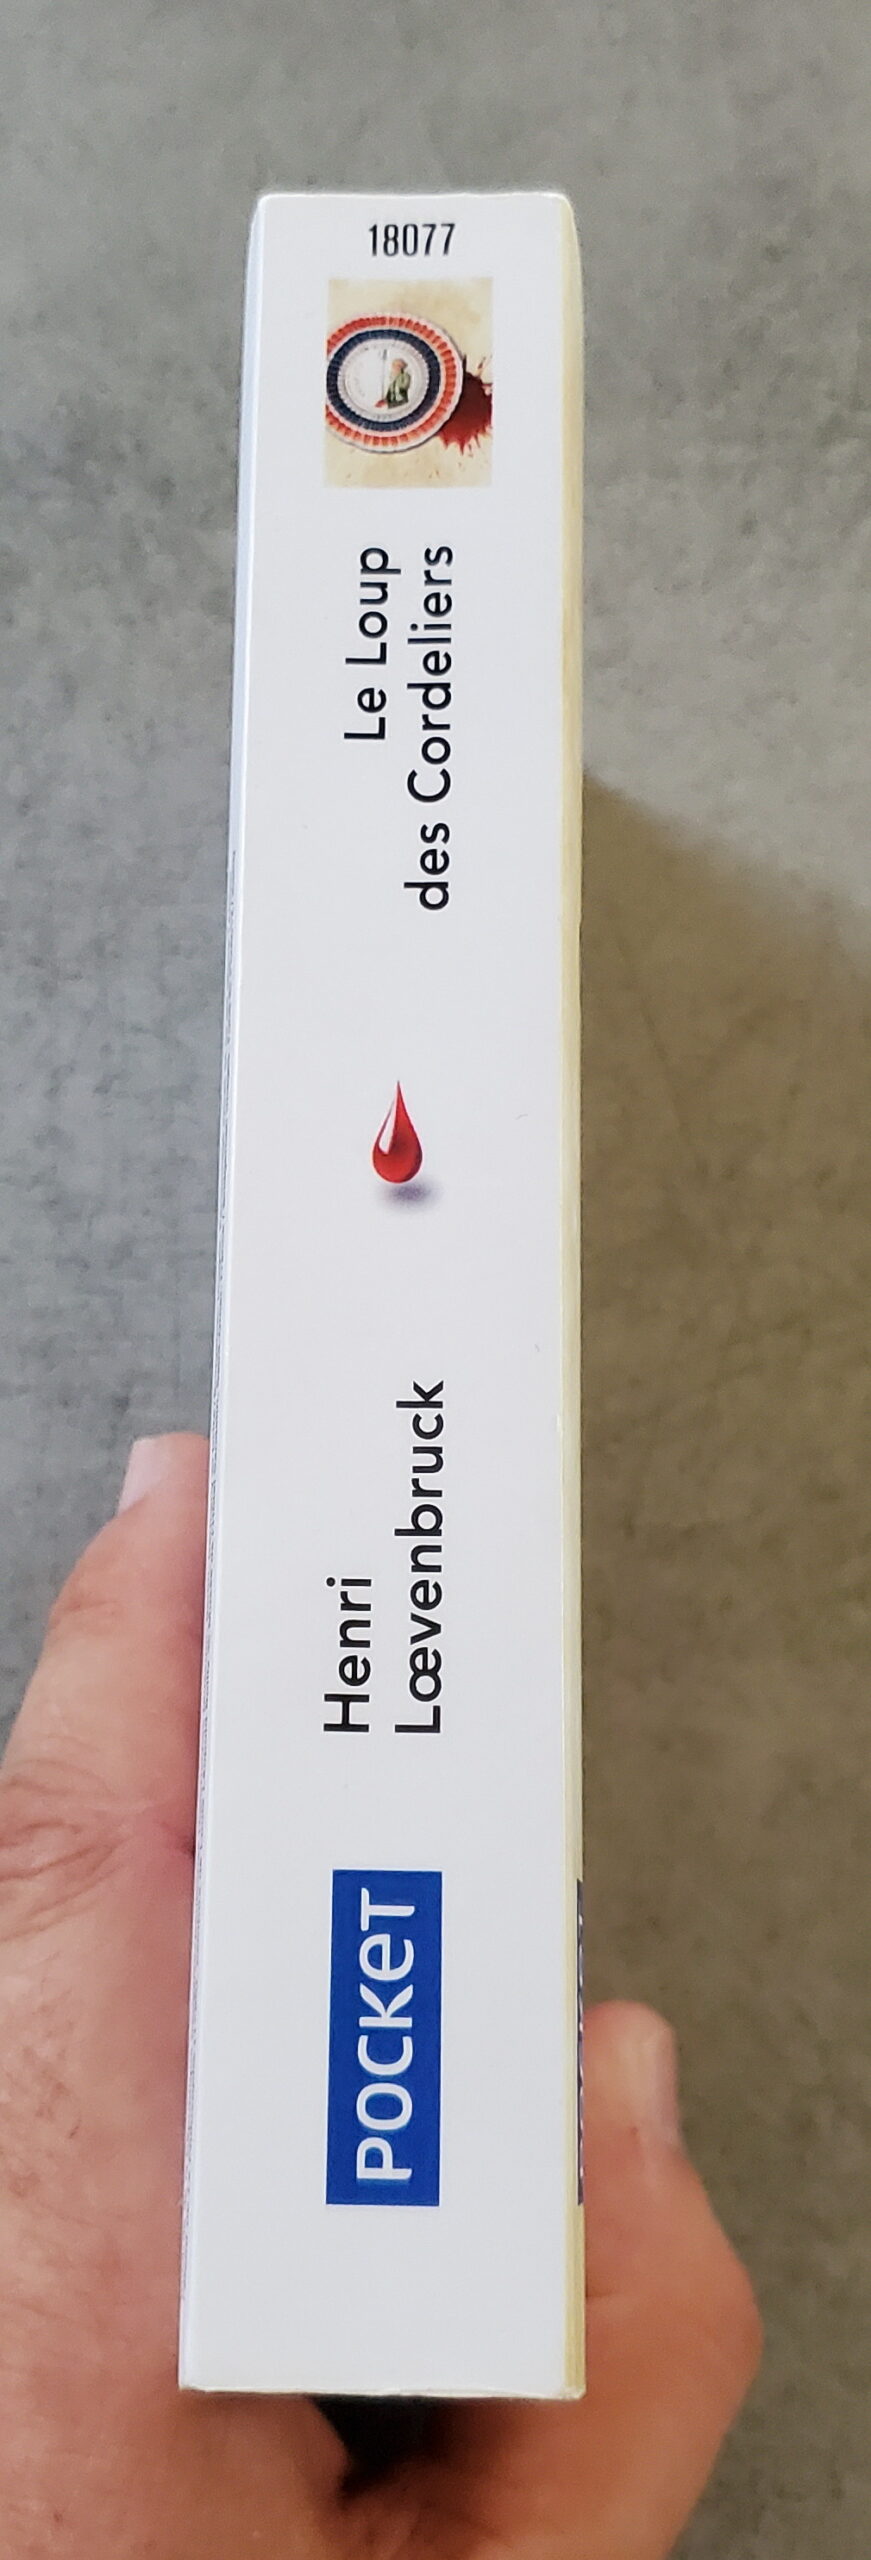 18077
Le Loup
des Cordeliers
Henri
Lœvenbruck
POCKET